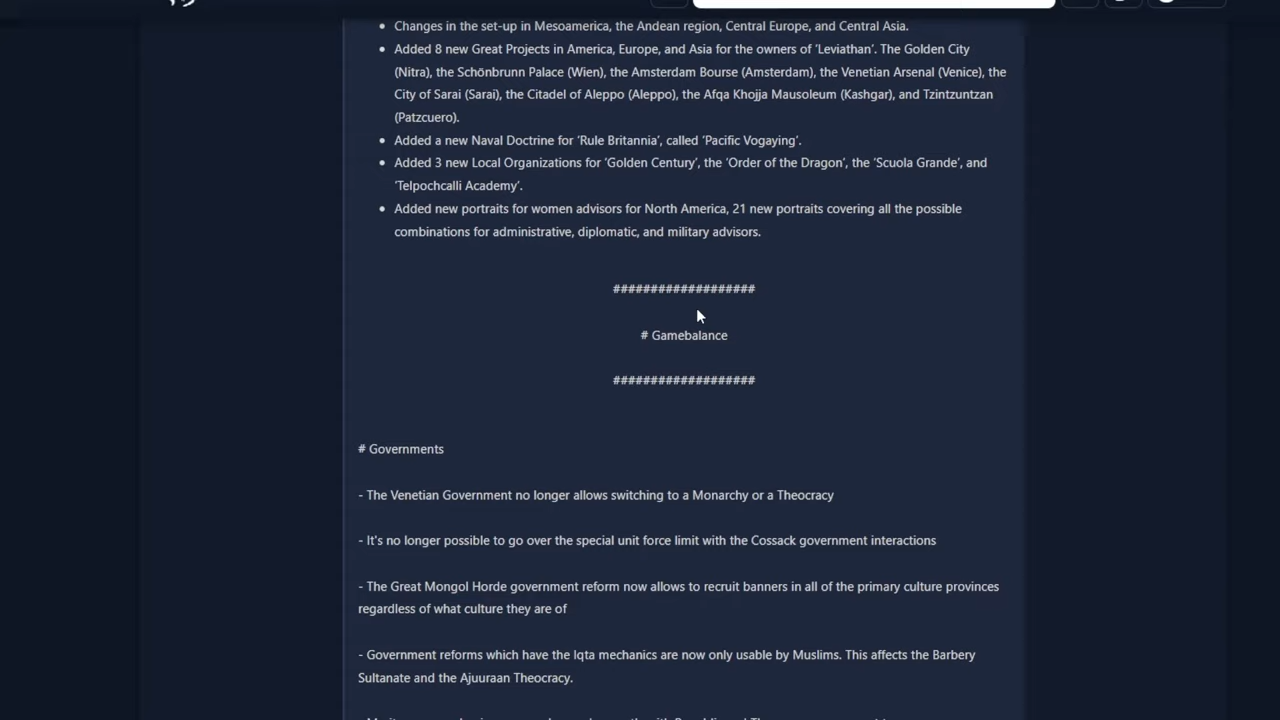 • Changes in the set-up in Mesoamerica, the Andean region, Central Europe, and Central Asia.
• Added 8 new Great Projects in America, Europe, and Asia for the owners of ‘Leviathan’. The Golden City
(Nitra), the Schönbrunn Palace (Wien), the Amsterdam Bourse (Amsterdam), the Venetian Arsenal (Venice), the
City of Sarai (Sarai), the Citadel of Aleppo (Aleppo), the Afqa Khojja Mausoleum (Kashgar), and Tzintzuntzan
(Patzcuero).
• Added a new Naval Doctrine for ‘Rule Britannia’, called ‘Pacific Vogaying’.
• Added 3 new Local Organizations for ‘Golden Century’, the ‘Order of the Dragon’, the ‘Scuola Grande’, and
‘Telpochcalli Academy’.
• Added new portraits for women advisors for North America, 21 new portraits covering all the possible
combinations for administrative, diplomatic, and military advisors.
###################
# Gamebalance
###################
# Governments
- The Venetian Government no longer allows switching to a Monarchy or a Theocracy
- It's no longer possible to go over the special unit force limit with the Cossack government interactions
- The Great Mongol Horde government reform now allows to recruit banners in all of the primary culture provinces
regardless of what culture they are of
- Government reforms which have the Iqta mechanics are now only usable by Muslims. This affects the Barbery
Sultanate and the Ajuuraan Theocracy.